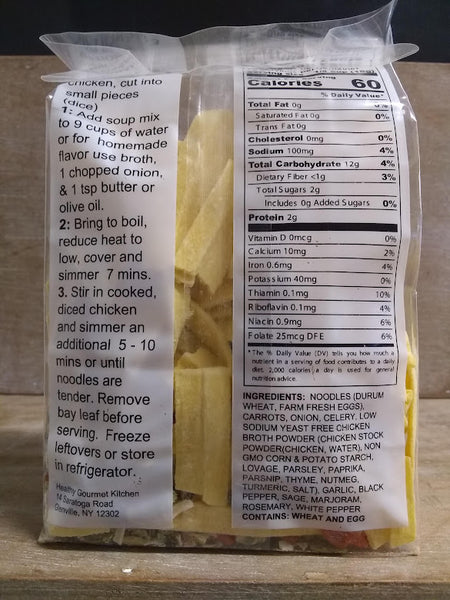 chicken, cut into
small pieces
(dice)
1: Add soup mix
to 9 cups of water
or for homemade
flavor use broth,
1 chopped onion,
& 1 tsp butter or
olive oil.
2: Bring to boil,
reduce heat to
low, cover and
simmer 7 mins.
3. Stir in cooked,
diced chicken
and simmer an
additional 5 - 10
mins or until
noodles are
tender. Remove
bay leaf before
serving. Freeze
leftovers or store
in refrigerator.
Healthy Gourmet Kitchen
Saratoga Road
NY 12302
Calories 60
% Daily Value*
Total Fat 0g 0%
Saturated Fat 0g 0%
Trans Fat 0g
Cholesterol 0mg 0%
Sodium 100mg 4%
Total Carbohydrate 12g 4%
Dietary Fiber <1g 3%
Total Sugars 2g
Includes 0g Added Sugars 0%
Protein 2g
Vitamin D 0mcg 0%
Calcium 10mg 2%
Iron 0.6mg 4%
Potassium 40mg 0%
Thiamin 0.1mg 10%
Riboflavin 0.1mg 4%
Niacin 0.9mg 6%
Folate 25mcg DFE 6%
*The % Daily Value (DV) tells you how much a
nutrient in a serving of food contributes to a daily
diet. 2,000 calories a day is used for general
nutrition advice.
INGREDIENTS: NOODLES (DURUM
WHEAT, FARM FRESH EGGS),
CARROTS, ONION, CELERY. LOW
SODIUM YEAST FREE CHICKEN
BROTH POWDER (CHICKEN STOCK
POWDER(CHICKEN, WATER), NON
GMO CORN & POTATO STARCH,
LOVAGE, PARSLEY, PAPRIKA,
PARSNIP, THYME, NUTMEG,
TURMERIC, SALT). GARLIC, BLACK
PEPPER, SAGE, MARJORAM,
ROSEMARY, WHITE PEPPER
CONTAINS: WHEAT AND EGG